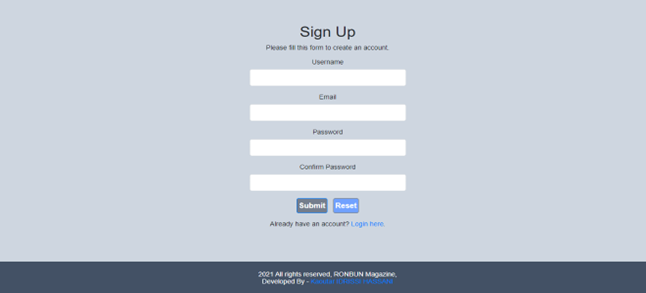 Sign Up
Please fill this form to create an account.
Username
Email
Password
Confirm Password
Submit Reset
Already have an account? Login here.
2021 All rights reserved, RONBUN Magazine,
Developed By -